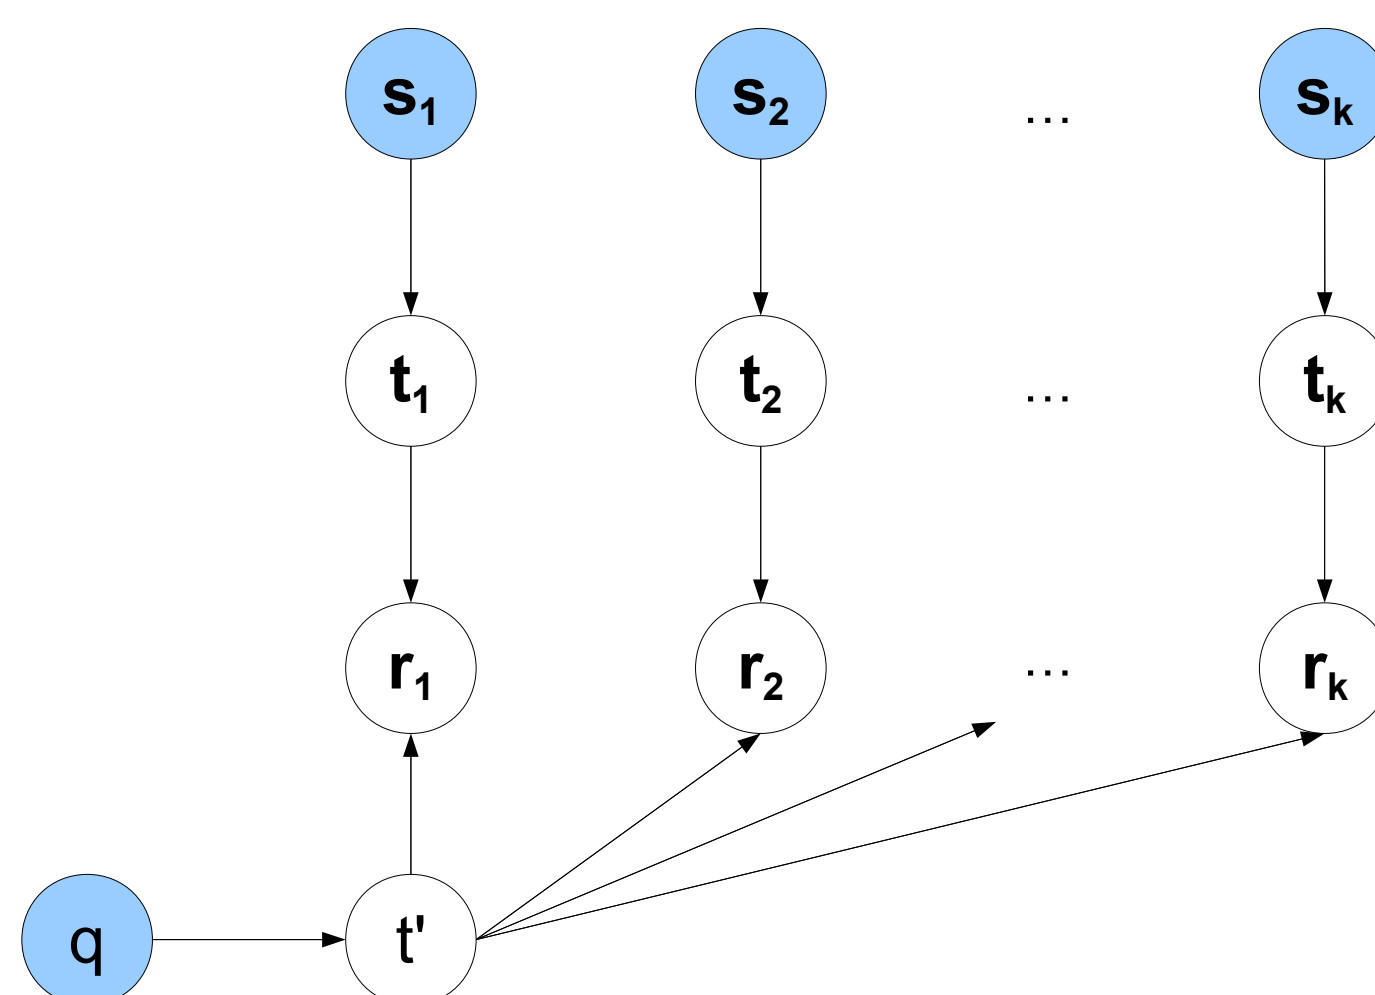 s₁ s₂ … sₖ
t₁ t₂ … tₖ
r₁ r₂ … rₖ
q t'